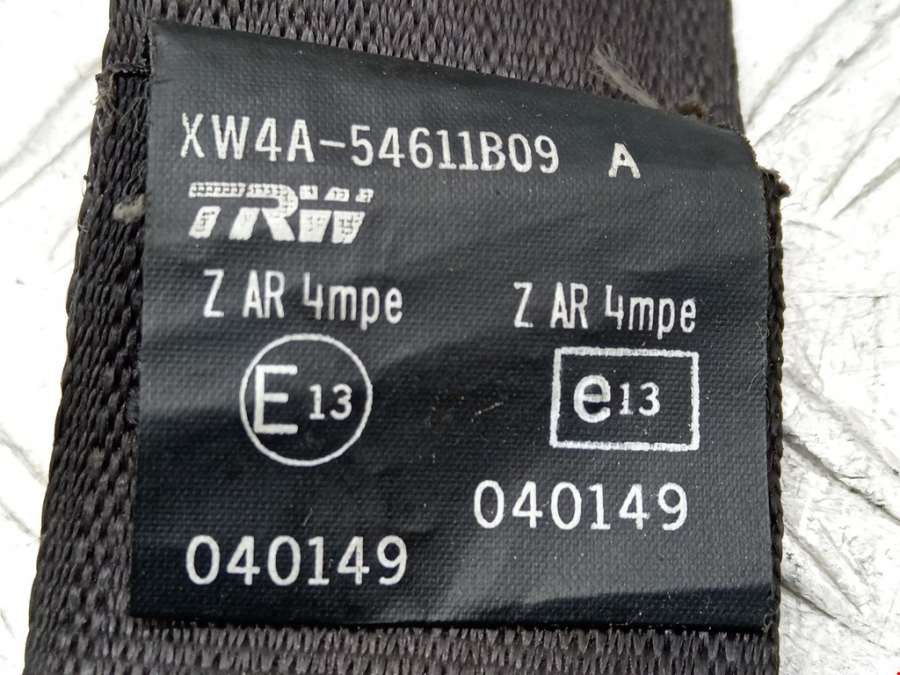 XW4A-54611B09 A
TRW
Z AR 4mpe Z AR 4mpe
E13 e13
040149
040149